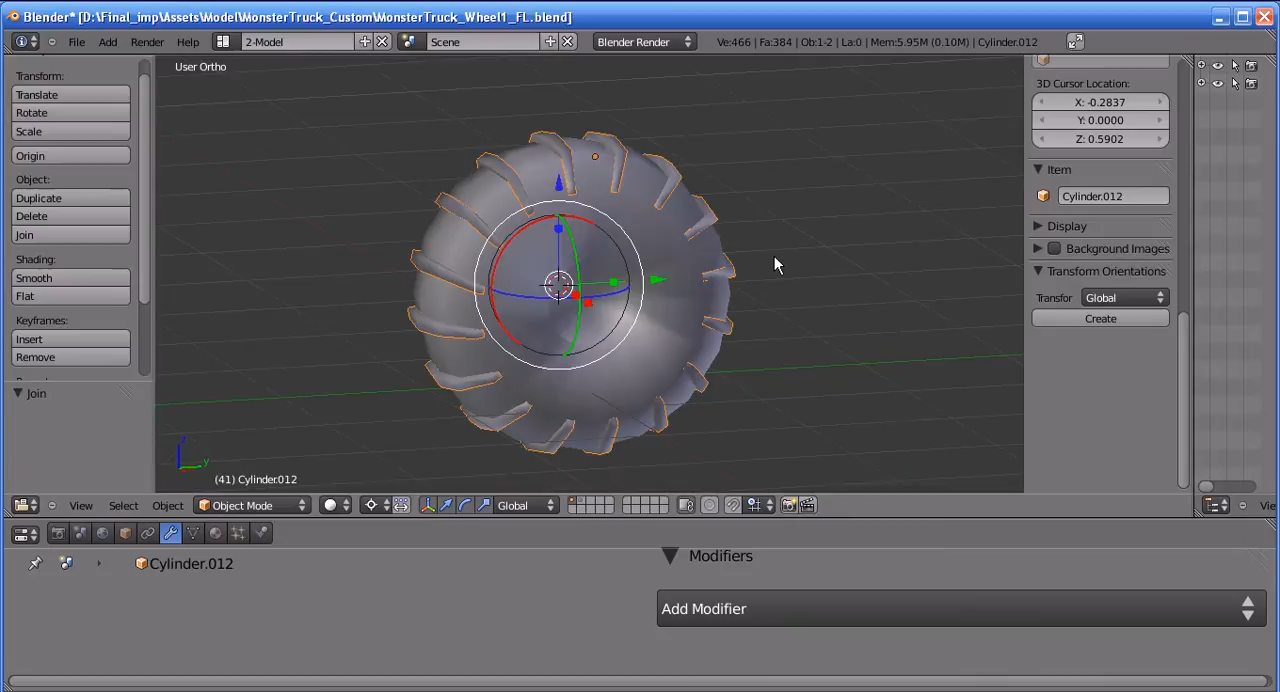 Blender* [D:\Final_imp\Assets\Model\MonsterTruck_Custom\MonsterTruck_Wheel1_FL.blend]
File Add Render Help 2-Model Scene Blender Render Ve:466 | Fa:384 | Ob:1-2 | La:0 | Mem:5.95M (0.10M) | Cylinder.012
User Ortho
Transform:
Translate
Rotate
Scale
Origin
Object:
Duplicate
Delete
Join
Shading:
Smooth
Flat
Keyframes:
Insert
Remove
Join
z
y
(41) Cylinder.012
3D Cursor Location:
X: -0.2837
Y: 0.0000
Z: 0.5902
Item
Cylinder.012
Display
Background Images
Transform Orientations
Transfor Global
Create
View Select Object Object Mode Global Vie
Cylinder.012
Modifiers
Add Modifier